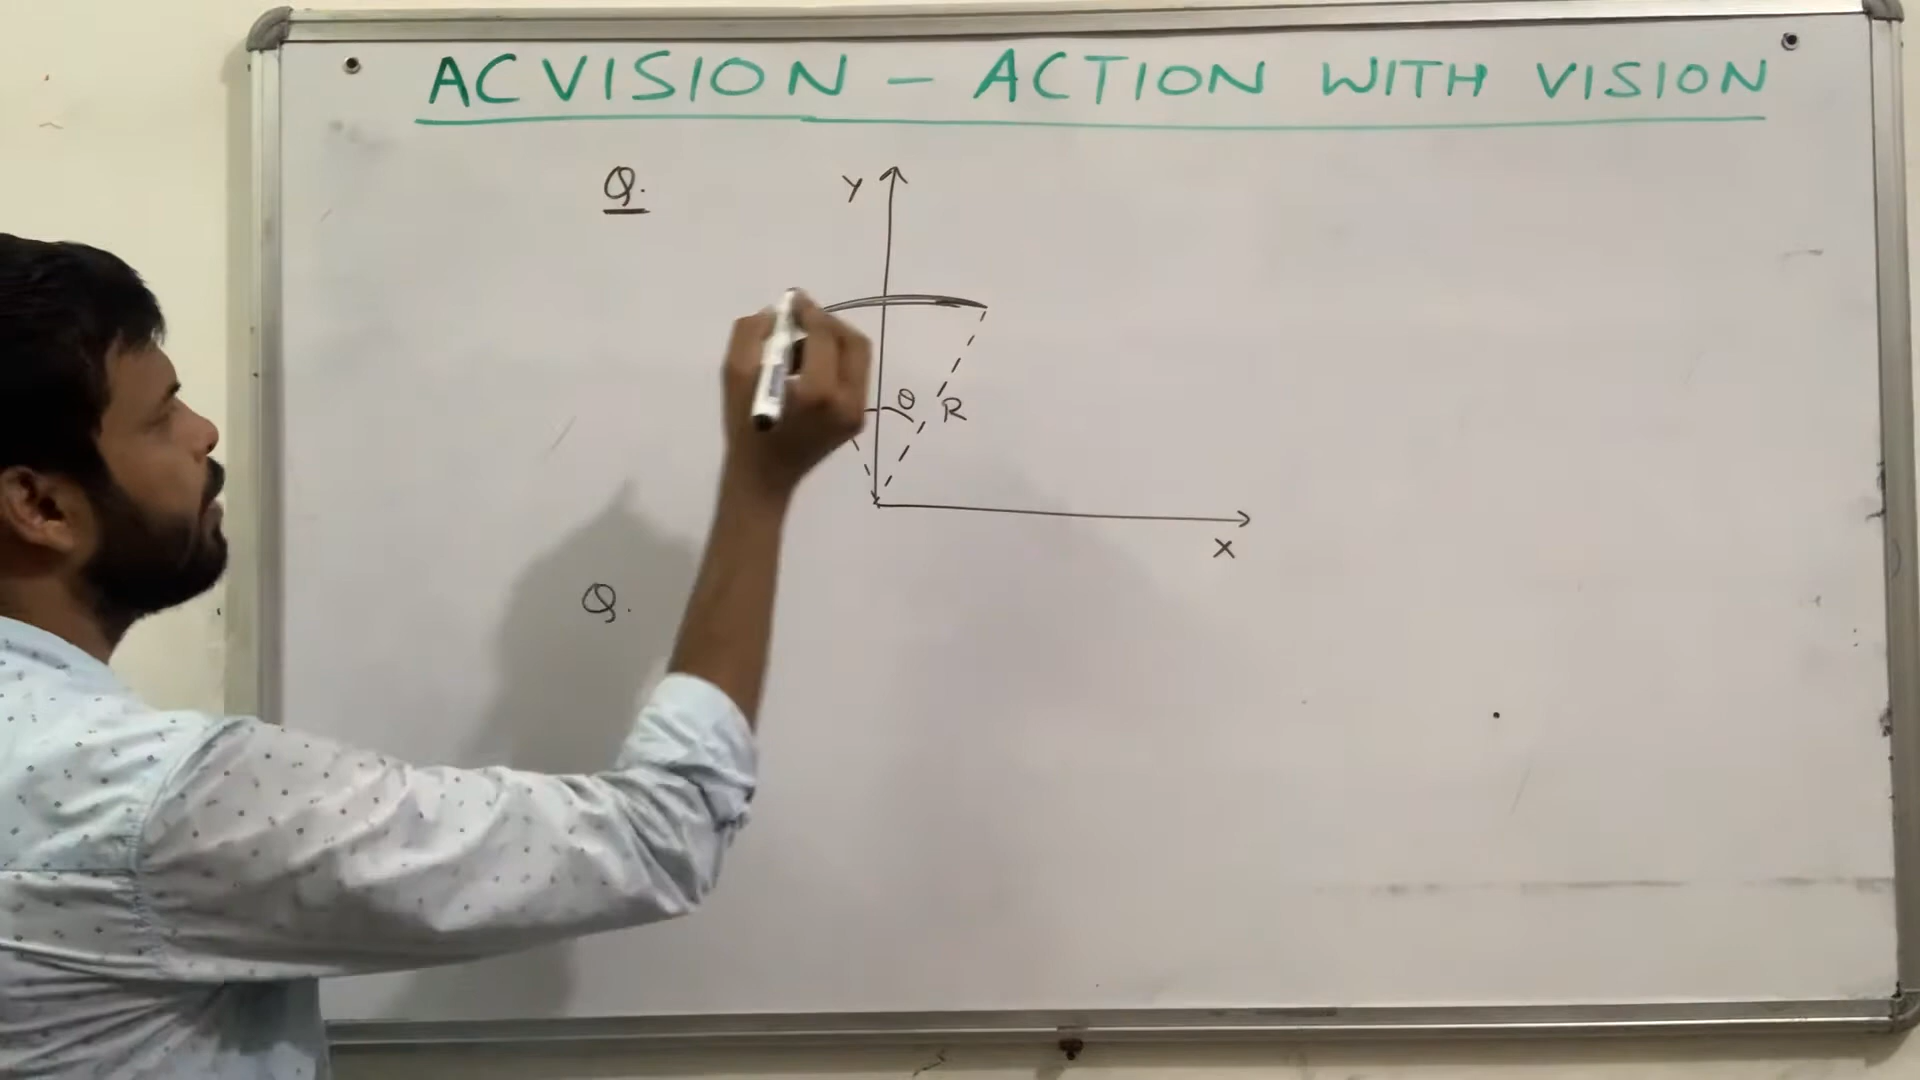 ACVISION - ACTION WITH VISION
Q.
Y
θ
R
X
Q.